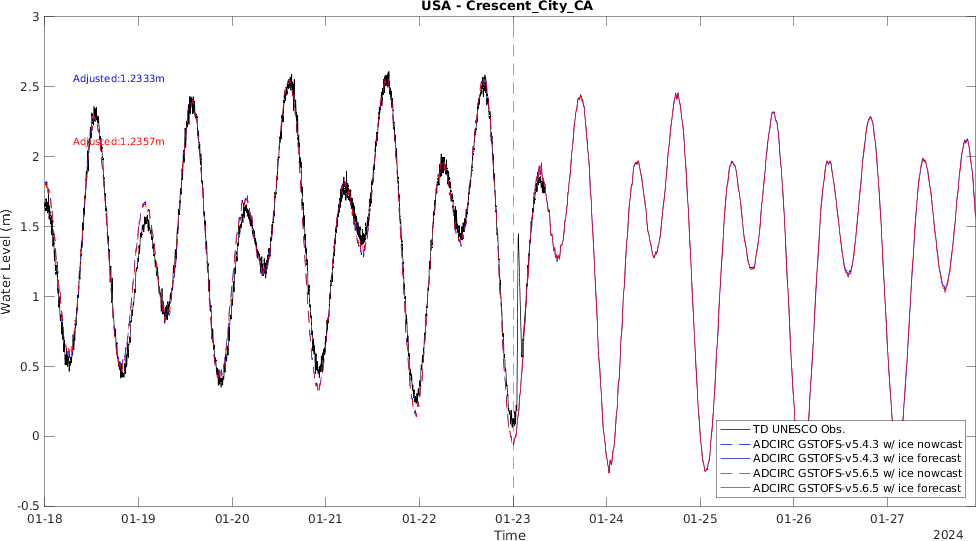 USA - Crescent_City_CA
Adjusted:1.2333m
Adjusted:1.2357m
Water Level (m)
3
2.5
2
1.5
1
0.5
0
-0.5
TD UNESCO Obs.
ADCIRC GSTOFS-v5.4.3 w/ ice nowcast
ADCIRC GSTOFS-v5.4.3 w/ ice forecast
ADCIRC GSTOFS-v5.6.5 w/ ice nowcast
ADCIRC GSTOFS-v5.6.5 w/ ice forecast
01-18 01-19 01-20 01-21 01-22 01-23 01-24 01-25 01-26 01-27
Time
2024